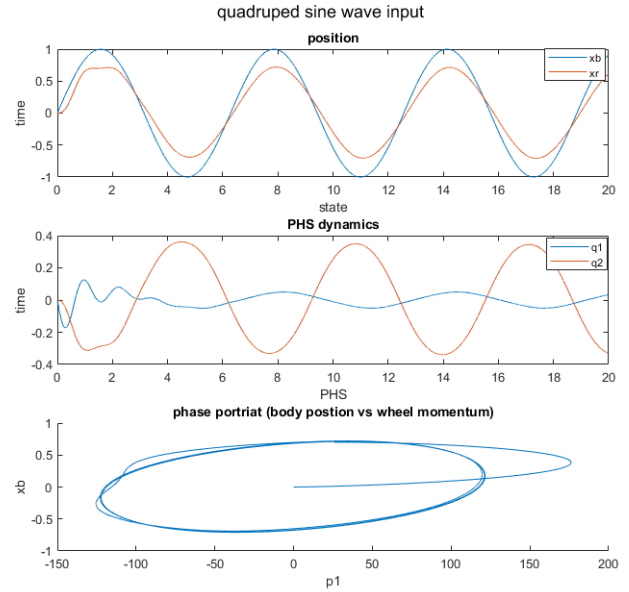 quadruped sine wave input
position
1
0.5
0
-0.5
-1
time
xb
xr
0 2 4 6 8 10 12 14 16 18 20
state
PHS dynamics
0.4
0.2
0
-0.2
-0.4
time
q1
q2
0 2 4 6 8 10 12 14 16 18 20
PHS
phase portriat (body postion vs wheel momentum)
1
0.5
0
-0.5
-1
xb
-150 -100 -50 0 50 100 150 200
p1